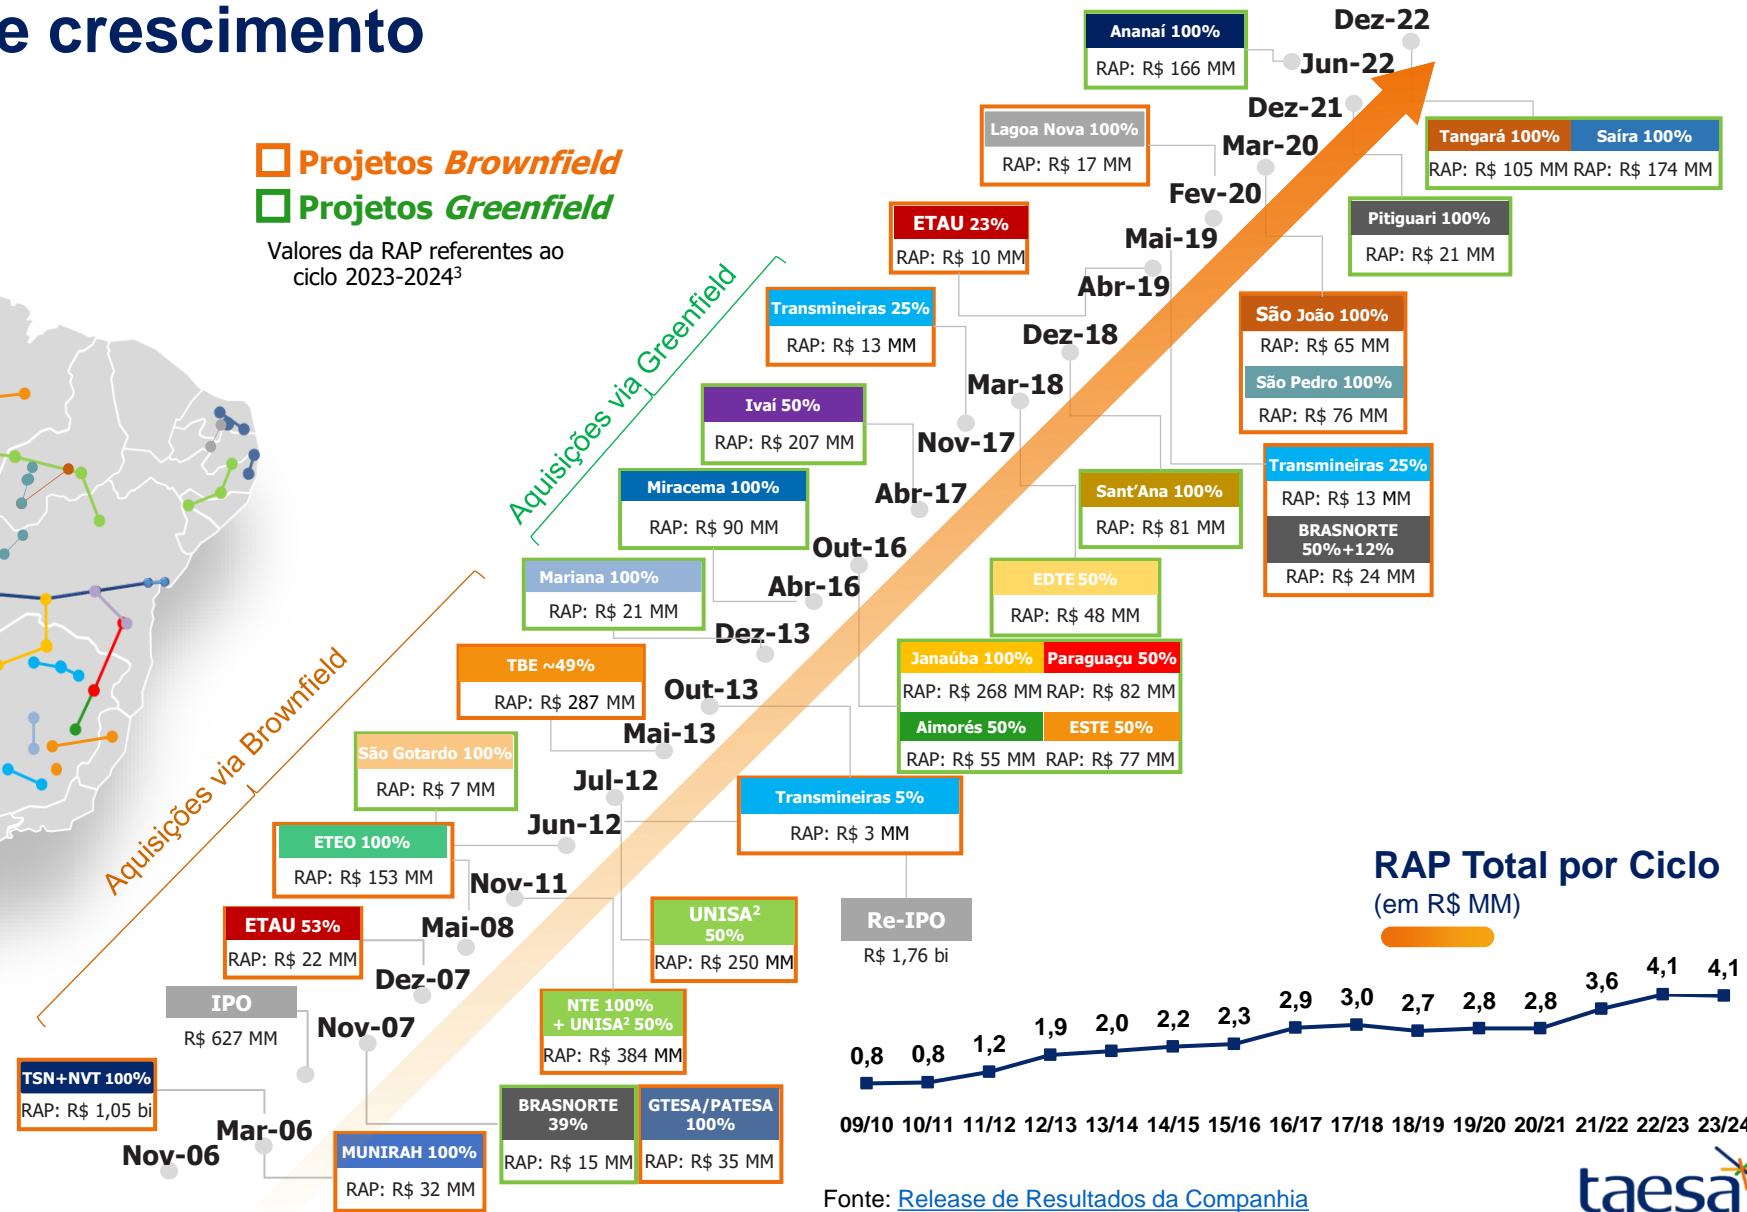 e crescimento
Projetos Brownfield
Projetos Greenfield
Valores da RAP referentes ao
ciclo 2023-2024³
Aquisições via Greenfield
Aquisições via Brownfield
Ananaí 100%
RAP: R$ 166 MM
Dez-22
Jun-22
Lagoa Nova 100%
RAP: R$ 17 MM
Dez-21
Mar-20
Tangará 100%
Saíra 100%
RAP: R$ 105 MM
RAP: R$ 174 MM
Fev-20
ETAU 23%
RAP: R$ 10 MM
Mai-19
Pitiguari 100%
RAP: R$ 21 MM
Abr-19
Transmineiras 25%
RAP: R$ 13 MM
Dez-18
São João 100%
RAP: R$ 65 MM
São Pedro 100%
RAP: R$ 76 MM
Ivaí 50%
RAP: R$ 207 MM
Mar-18
Nov-17
Transmineiras 25%
RAP: R$ 13 MM
BRASNORTE
50%+12%
RAP: R$ 24 MM
Miracema 100%
RAP: R$ 90 MM
Abr-17
Sant'Ana 100%
RAP: R$ 81 MM
Out-16
Mariana 100%
RAP: R$ 21 MM
Abr-16
EDTE 50%
RAP: R$ 48 MM
Dez-13
TBE ~49%
RAP: R$ 287 MM
Out-13
Janaúba 100%
Paraguaçu 50%
RAP: R$ 268 MM
RAP: R$ 82 MM
Aimorés 50%
ESTE 50%
RAP: R$ 55 MM
RAP: R$ 77 MM
Mai-13
São Gotardo 100%
RAP: R$ 7 MM
Jul-12
Transmineiras 5%
RAP: R$ 3 MM
Jun-12
ETEO 100%
RAP: R$ 153 MM
Nov-11
Re-IPO
R$ 1,76 bi
UNISA²
50%
RAP: R$ 250 MM
ETAU 53%
RAP: R$ 22 MM
Mai-08
Dez-07
IPO
R$ 627 MM
Nov-07
NTE 100%
+ UNISA² 50%
RAP: R$ 384 MM
TSN+NVT 100%
RAP: R$ 1,05 bi
Mar-06
Nov-06
BRASNORTE
39%
RAP: R$ 15 MM
GTESA/PATESA
100%
RAP: R$ 35 MM
MUNIRAH 100%
RAP: R$ 32 MM
RAP Total por Ciclo
(em R$ MM)
0,8 0,8 1,2 1,9 2,0 2,2 2,3 2,9 3,0 2,7 2,8 2,8 3,6 4,1 4,1
09/10 10/11 11/12 12/13 13/14 14/15 15/16 16/17 17/18 18/19 19/20 20/21 21/22 22/23 23/24
Fonte: Release de Resultados da Companhia
taesa